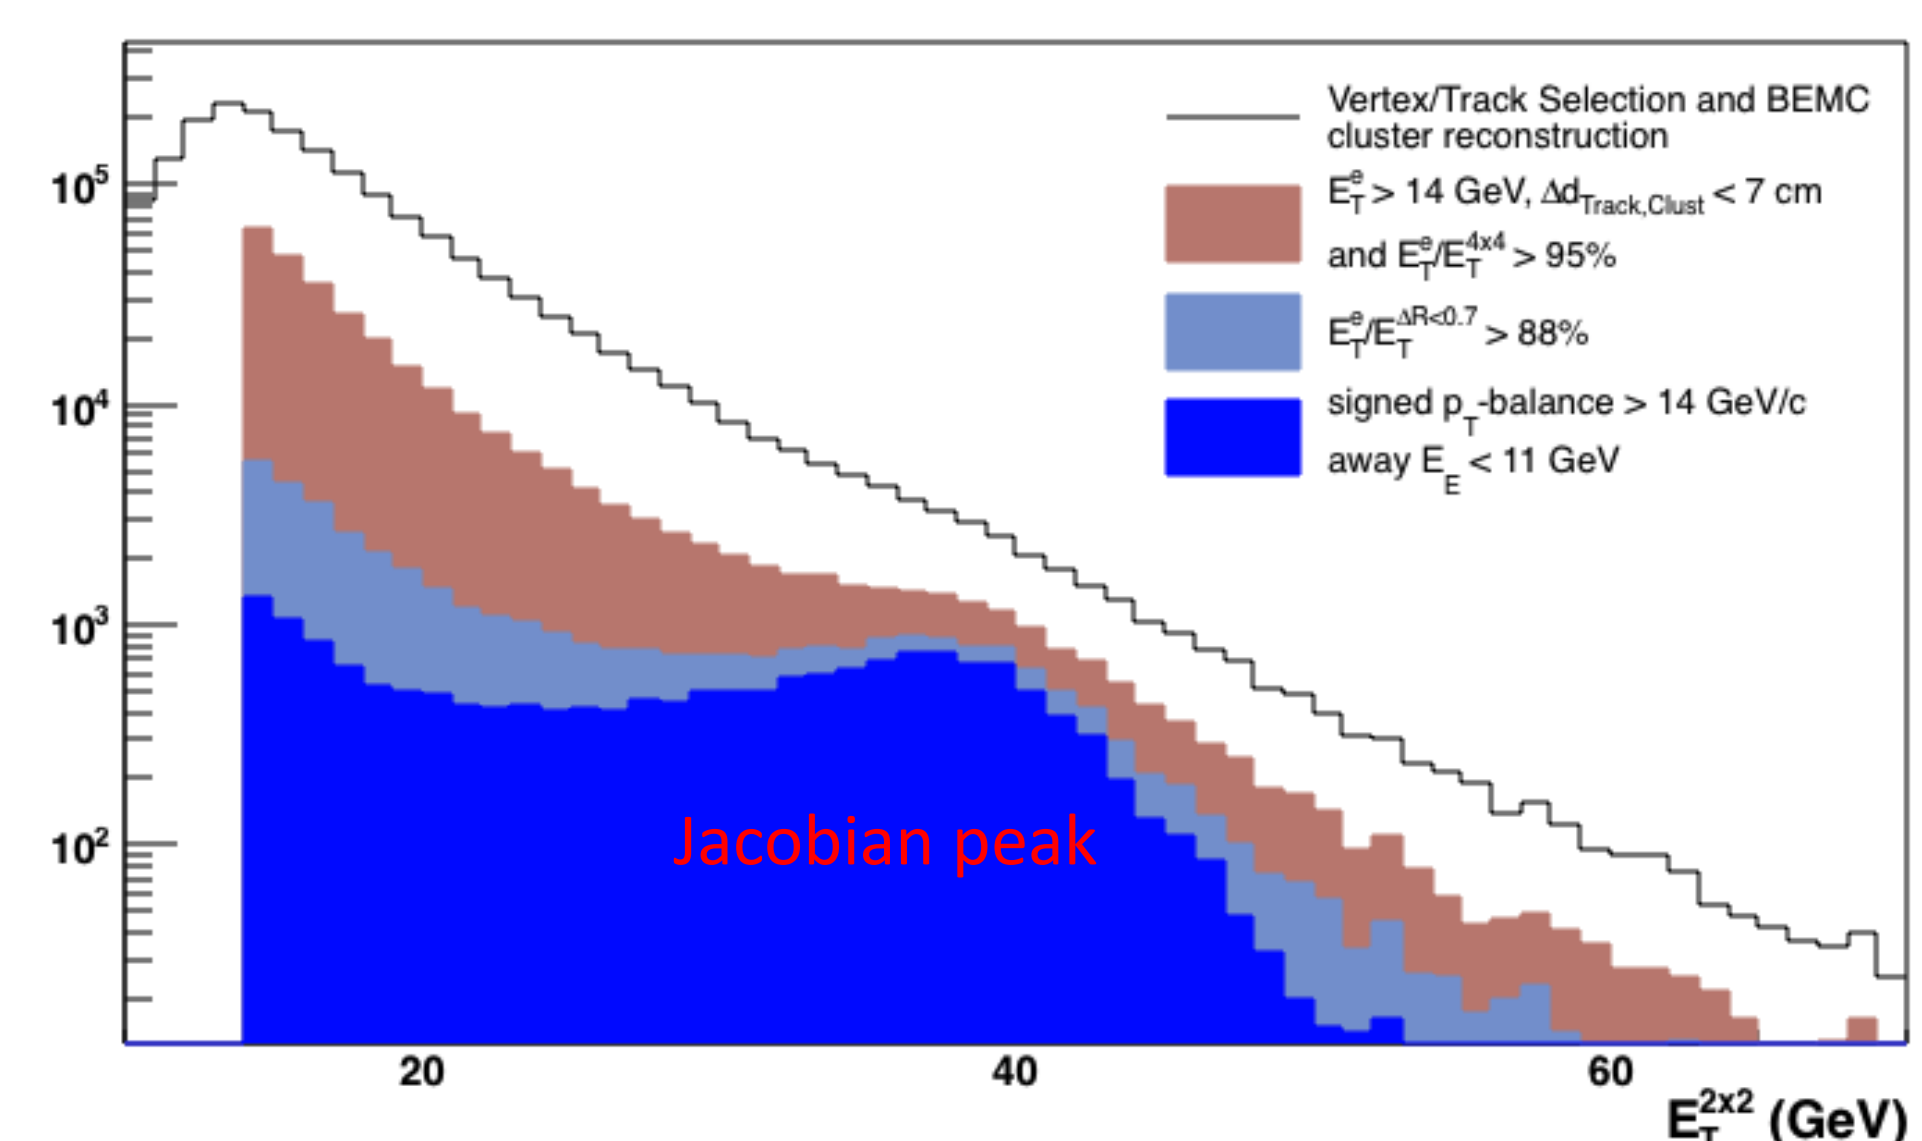 Vertex/Track Selection and BEMC
cluster reconstruction
E_T^e > 14 GeV, Δd_Track,Clust < 7 cm
and E_T^e/E_T^4x4 > 95%
E_T^e/E_T^ΔR<0.7 > 88%
signed p_T-balance > 14 GeV/c
away E_E < 11 GeV
10^5
10^4
10^3
10^2
Jacobian peak
20 40 60
E_T^2x2 (GeV)